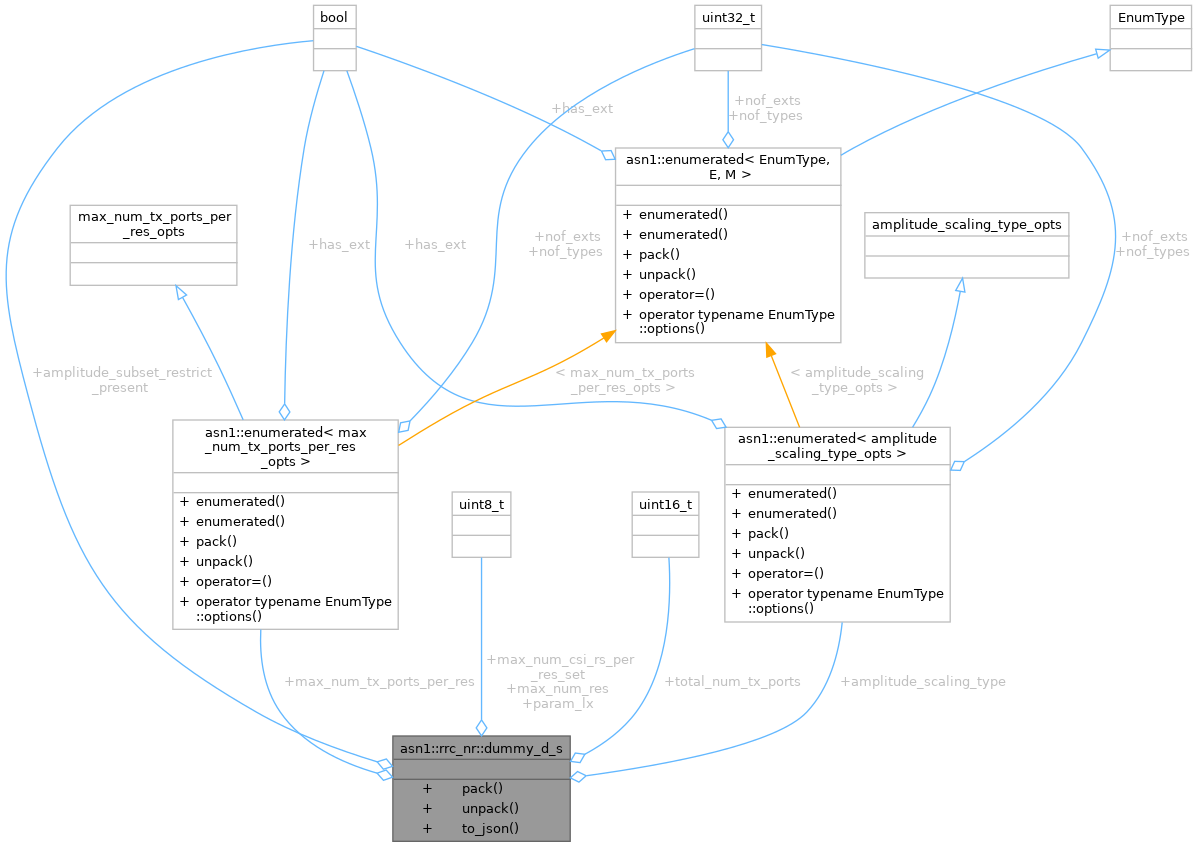 bool
uint32_t
EnumType
+has_ext
+nof_exts
+nof_types
asn1::enumerated< EnumType,
E, M >
+ enumerated()
+ enumerated()
+ pack()
+ unpack()
+ operator=()
+ operator typename EnumType
::options()
max_num_tx_ports_per
_res_opts
amplitude_scaling_type_opts
+has_ext
+has_ext
+nof_exts
+nof_types
+nof_exts
+nof_types
+amplitude_subset_restrict
_present
< max_num_tx_ports
_per_res_opts >
< amplitude_scaling
_type_opts >
asn1::enumerated< max
_num_tx_ports_per_res
_opts >
+ enumerated()
+ enumerated()
+ pack()
+ unpack()
+ operator=()
+ operator typename EnumType
::options()
uint8_t
uint16_t
asn1::enumerated< amplitude
_scaling_type_opts >
+ enumerated()
+ enumerated()
+ pack()
+ unpack()
+ operator=()
+ operator typename EnumType
::options()
+max_num_tx_ports_per_res
+max_num_csi_rs_per
_res_set
+max_num_res
+param_lx
+total_num_tx_ports
+amplitude_scaling_type
asn1::rrc_nr::dummy_d_s
+ pack()
+ unpack()
+ to_json()